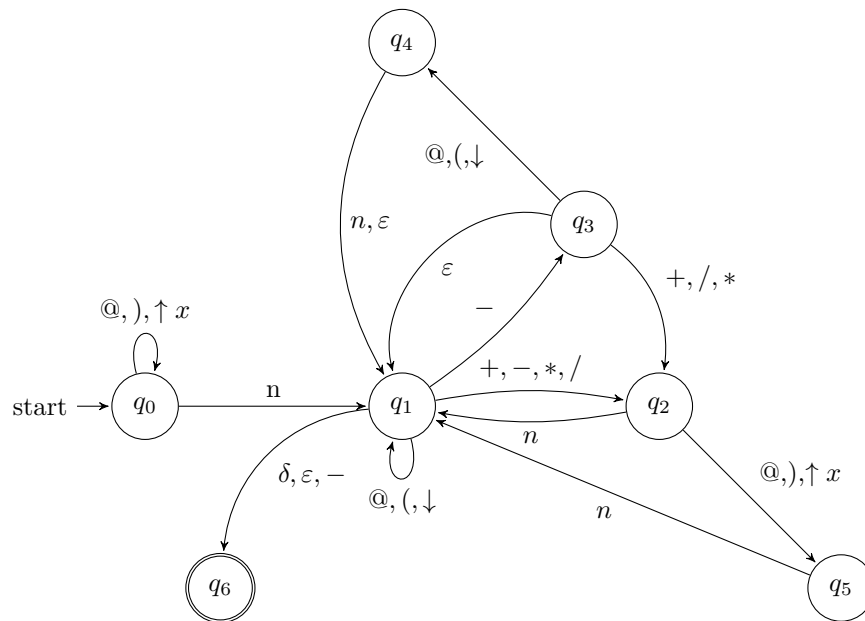 q4
@,(,↓
n, ε
q3
ε
+, /, *
-
@, ), ↑ x
+, −, *, /
start
q0
n
q1
q2
n
δ, ε, -
@, (, ↓
@,),↑ x
n
q6
q5